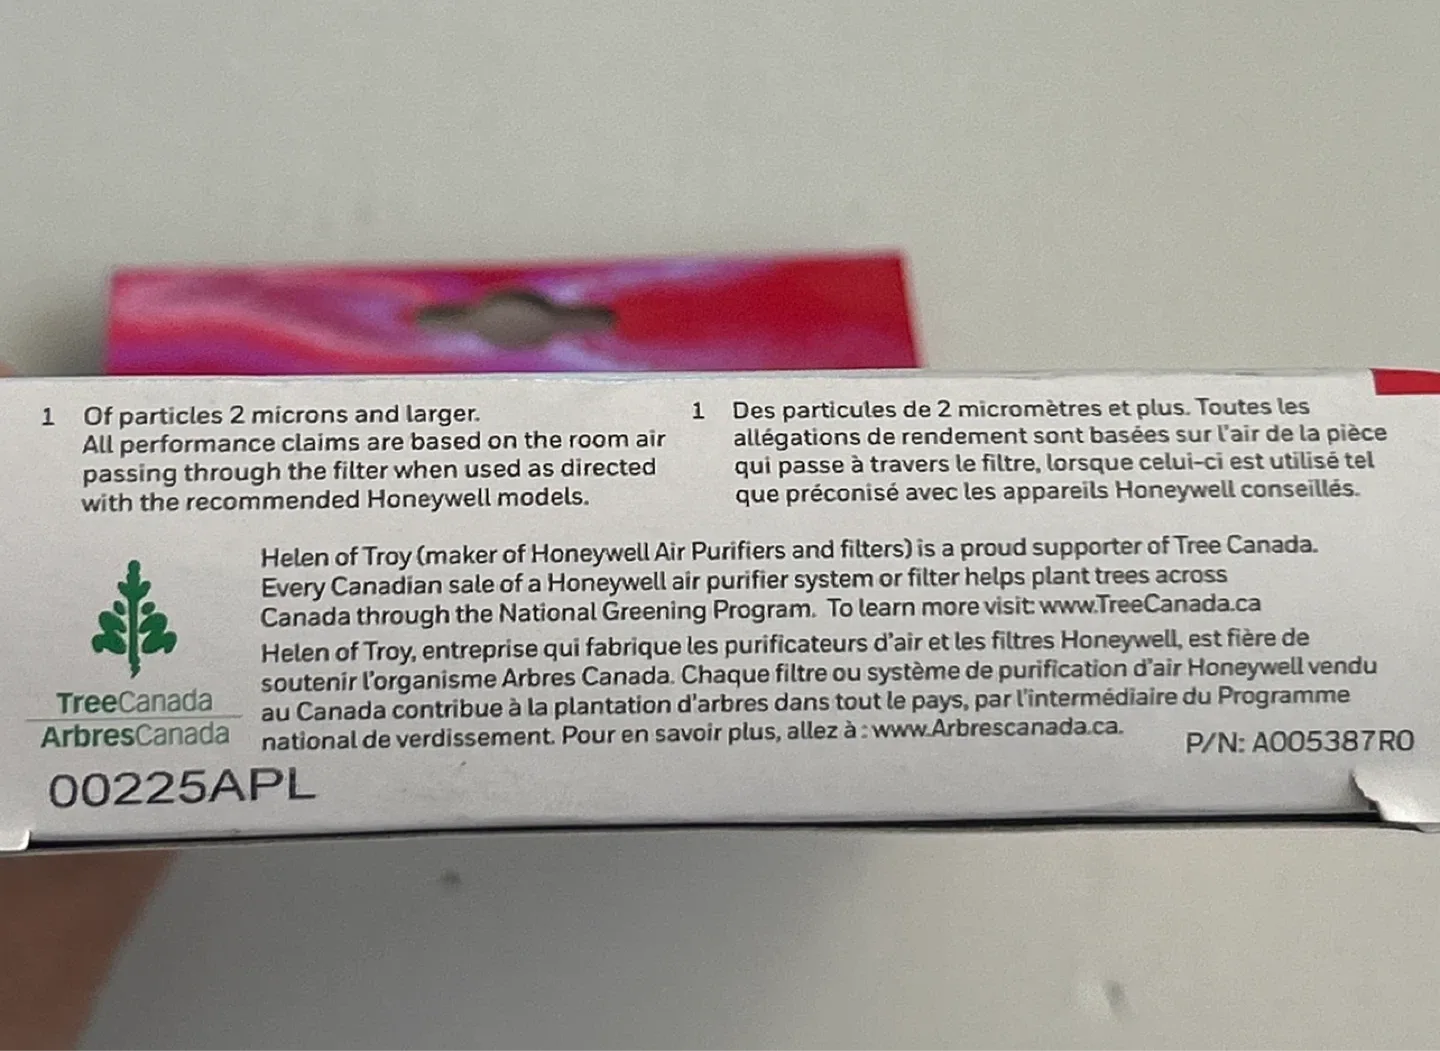 1 Of particles 2 microns and larger.
All performance claims are based on the room air
passing through the filter when used as directed
with the recommended Honeywell models.
1 Des particules de 2 micromètres et plus. Toutes les
allégations de rendement sont basées sur l'air de la pièce
qui passe à travers le filtre, lorsque celui-ci est utilisé tel
que préconisé avec les appareils Honeywell conseillés.
Helen of Troy (maker of Honeywell Air Purifiers and filters) is a proud supporter of Tree Canada.
Every Canadian sale of a Honeywell air purifier system or filter helps plant trees across
Canada through the National Greening Program. To learn more visit: www.TreeCanada.ca
Helen of Troy, entreprise qui fabrique les purificateurs d'air et les filtres Honeywell, est fière de
soutenir l'organisme Arbres Canada. Chaque filtre ou système de purification d'air Honeywell vendu
au Canada contribue à la plantation d'arbres dans tout le pays, par l'intermédiaire du Programme
national de verdissement. Pour en savoir plus, allez à : www.Arbrescanada.ca.
TreeCanada
ArbresCanada
P/N: A005387R0
00225APL